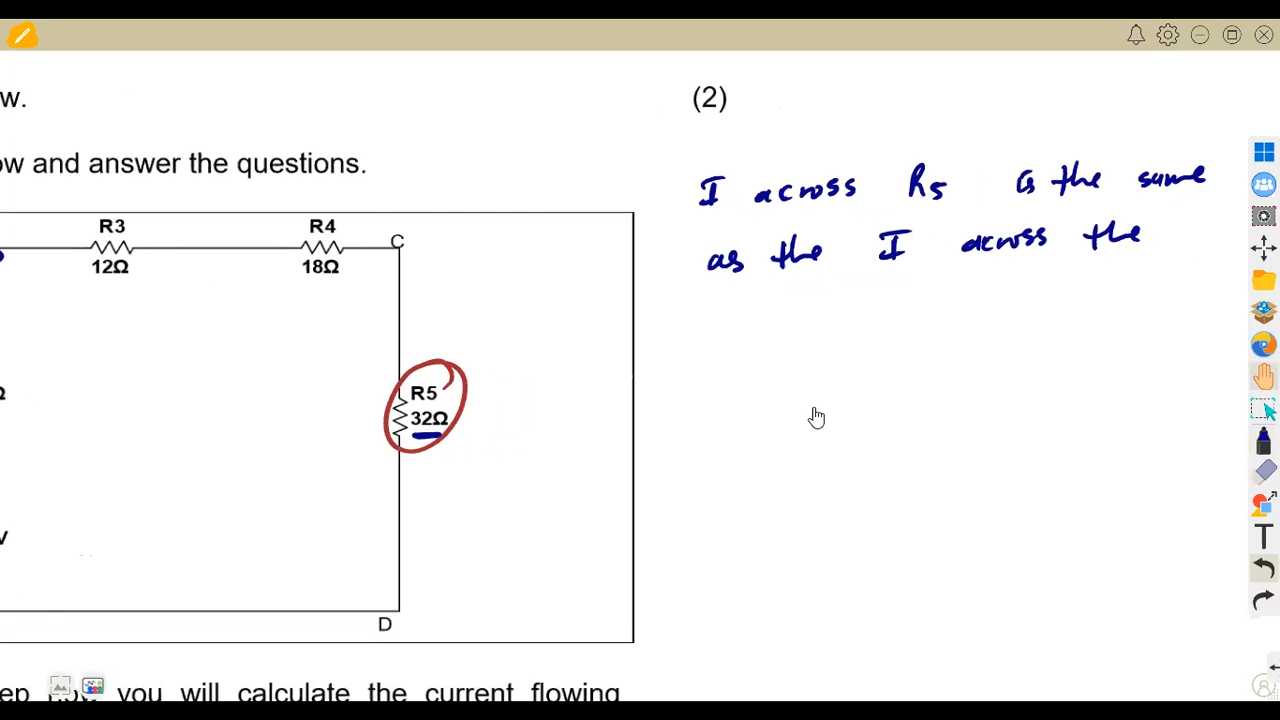 w.
(2)
ow and answer the questions.
I across R5 is the same
as the I across the
R3
R4
C
12Ω
18Ω
R5
32Ω
Ω
V
D
ep how you will calculate the current flowing
T